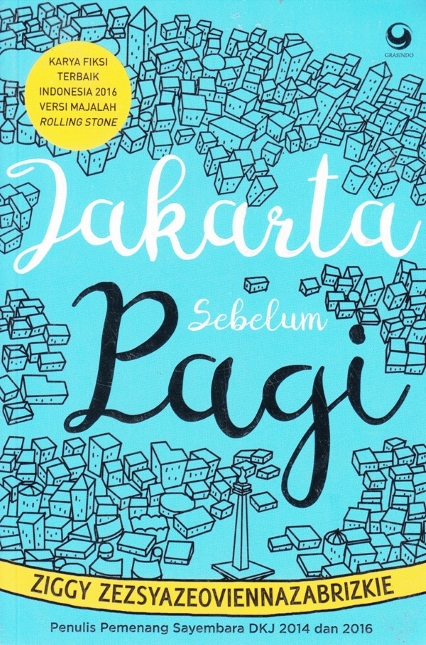 GRASINDO
KARYA FIKSI
TERBAIK
INDONESIA 2016
VERSI MAJALAH
ROLLING STONE
Jakarta
Sebelum
Pagi
ZIGGY ZEZSYAZEOVIENNAZABRIZKIE
Penulis Pemenang Sayembara DKJ 2014 dan 2016